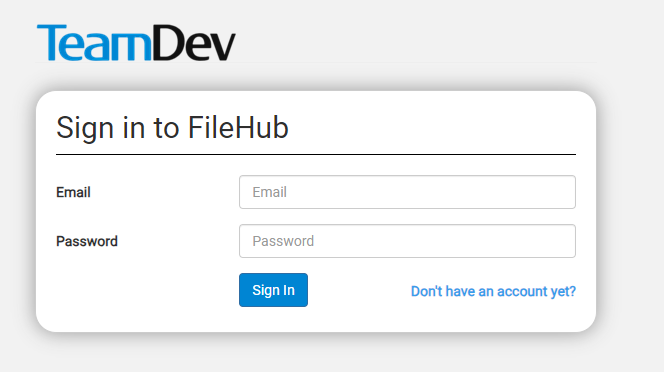 TeamDev
Sign in to FileHub
Email
Email
Password
Password
Sign In
Don't have an account yet?